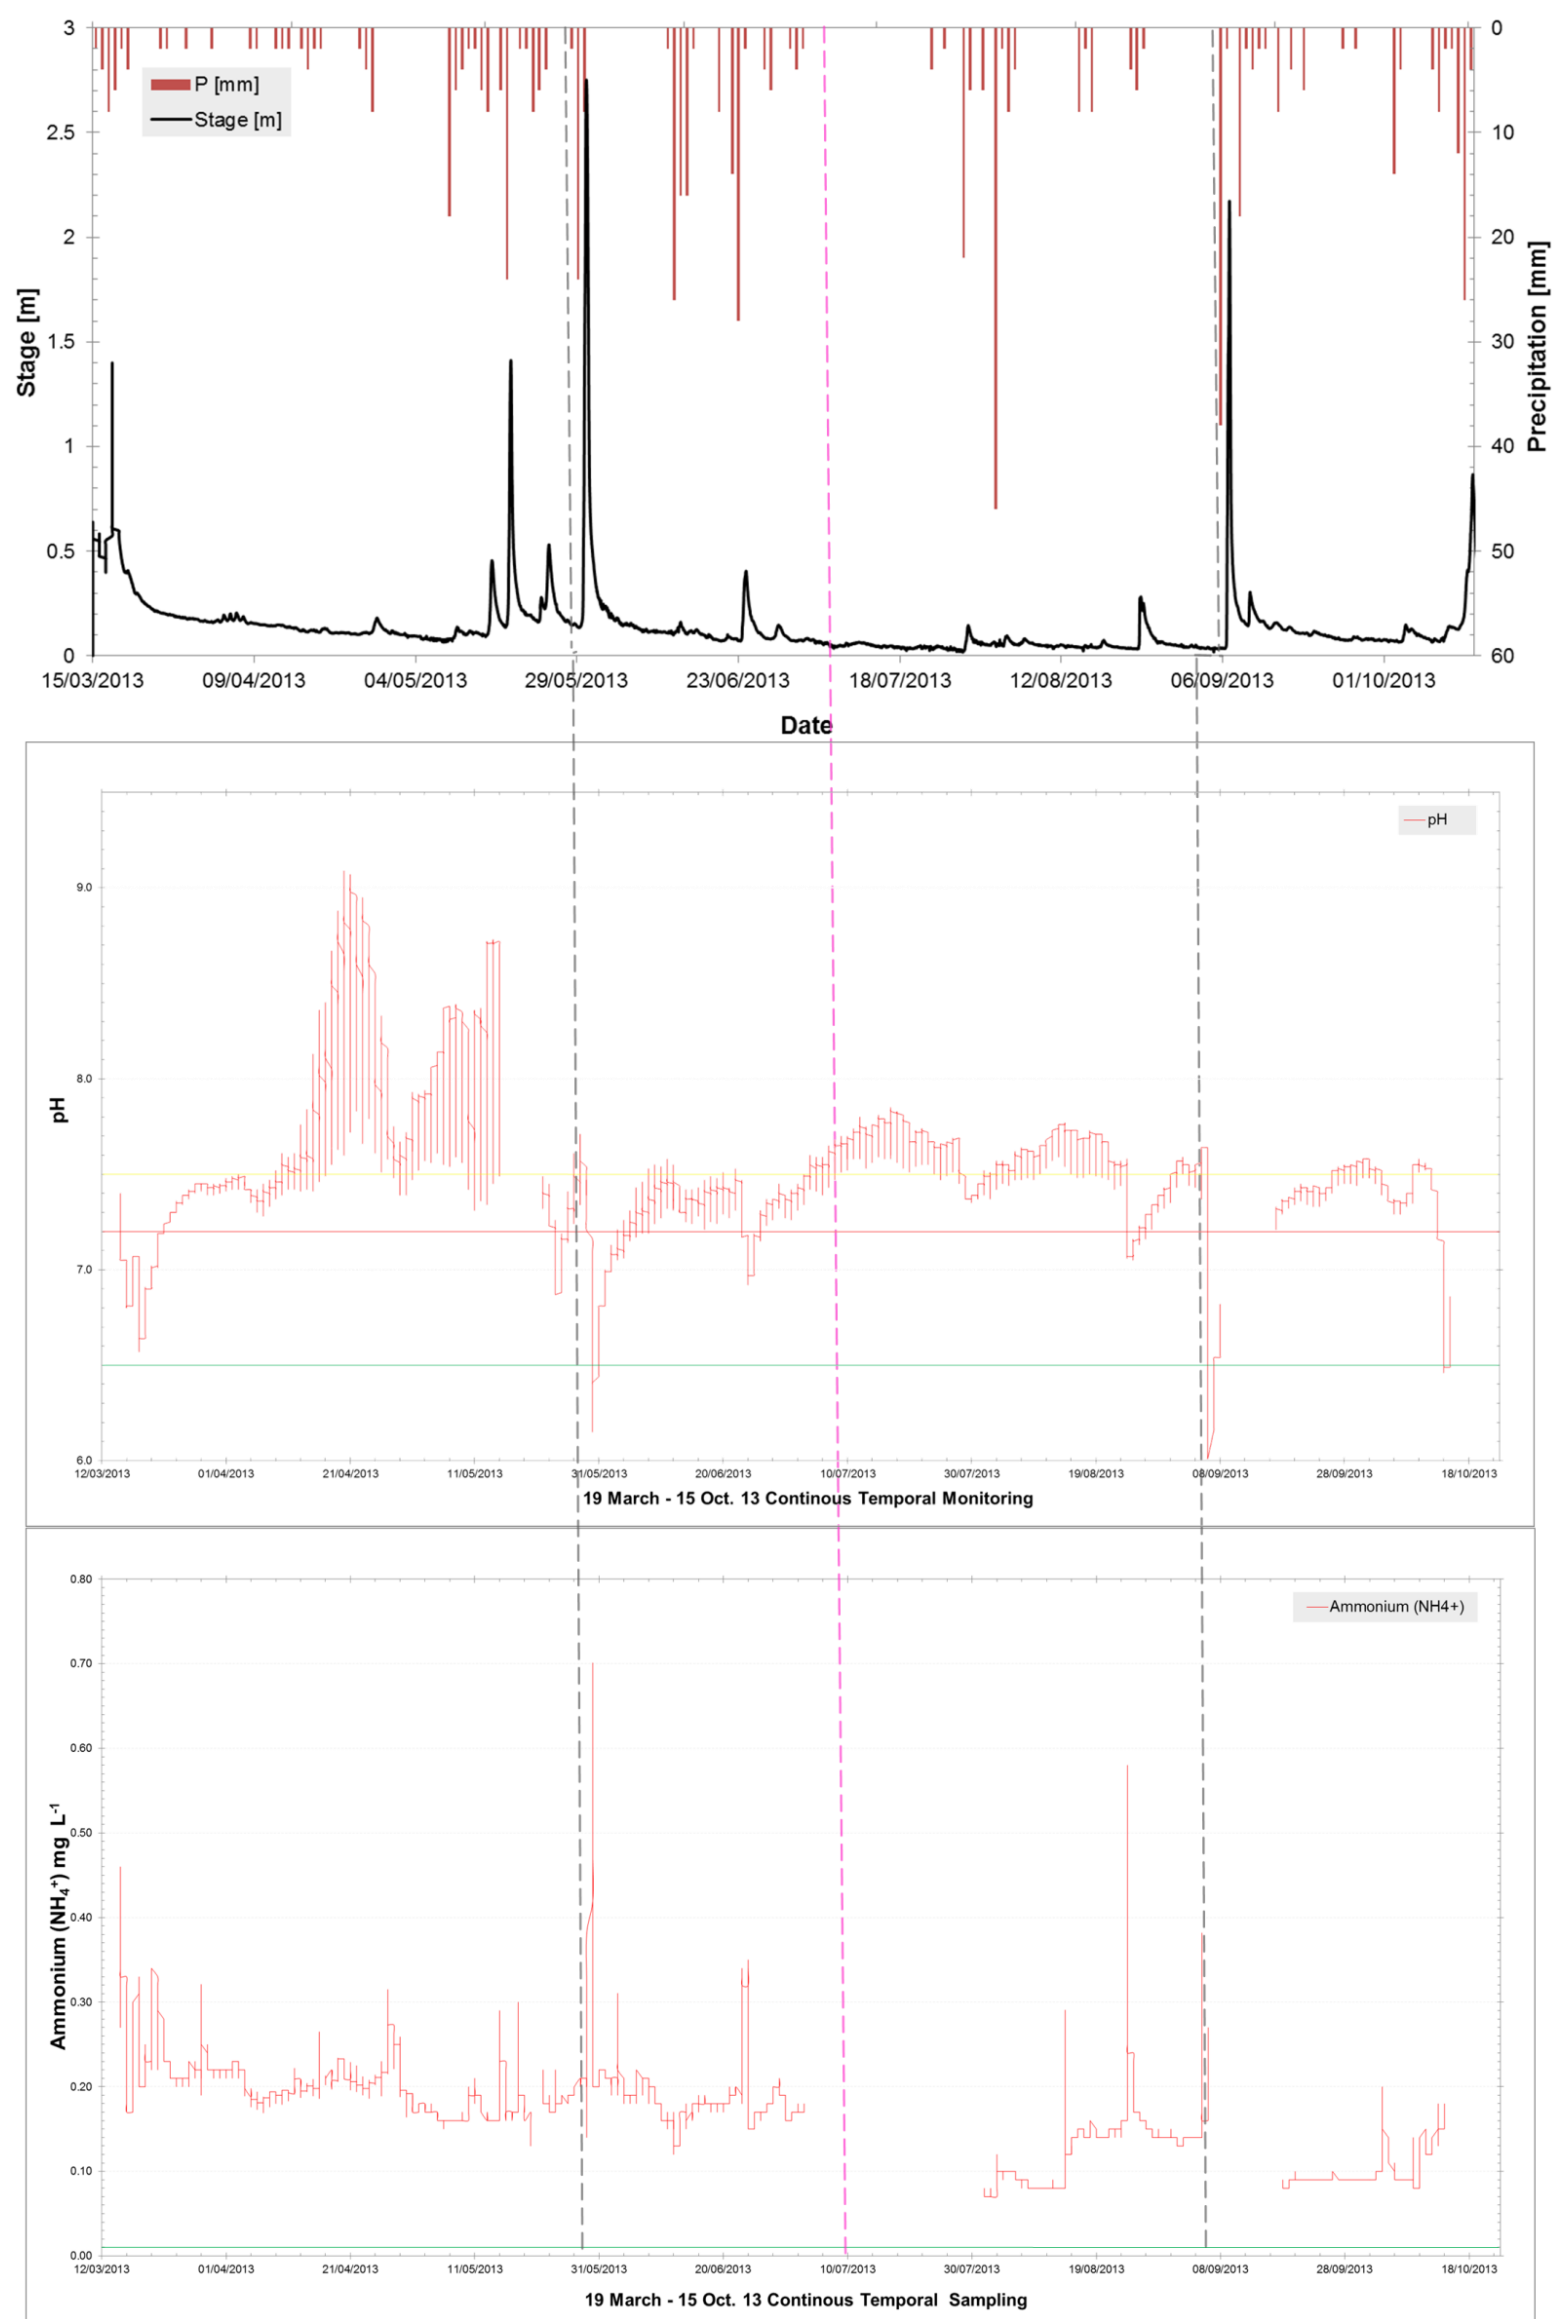 3
2.5
2
1.5
1
0.5
0
Stage [m]
P [mm]
Stage [m]
0
10
20
30
40
50
60
Precipitation [mm]
15/03/2013 09/04/2013 04/05/2013 29/05/2013 23/06/2013 18/07/2013 12/08/2013 06/09/2013 01/10/2013
Date
pH
9.0
8.0
7.0
6.0
pH
12/03/2013 01/04/2013 21/04/2013 11/05/2013 31/05/2013 20/06/2013 10/07/2013 30/07/2013 19/08/2013 08/09/2013 28/09/2013 18/10/2013
19 March - 15 Oct. 13 Continous Temporal Monitoring
0.80
0.70
0.60
0.50
0.40
0.30
0.20
0.10
0.00
Ammonium (NH4+)
Ammonium (NH₄⁺) mg L⁻¹
12/03/2013 01/04/2013 21/04/2013 11/05/2013 31/05/2013 20/06/2013 10/07/2013 30/07/2013 19/08/2013 08/09/2013 28/09/2013 18/10/2013
19 March - 15 Oct. 13 Continous Temporal Sampling